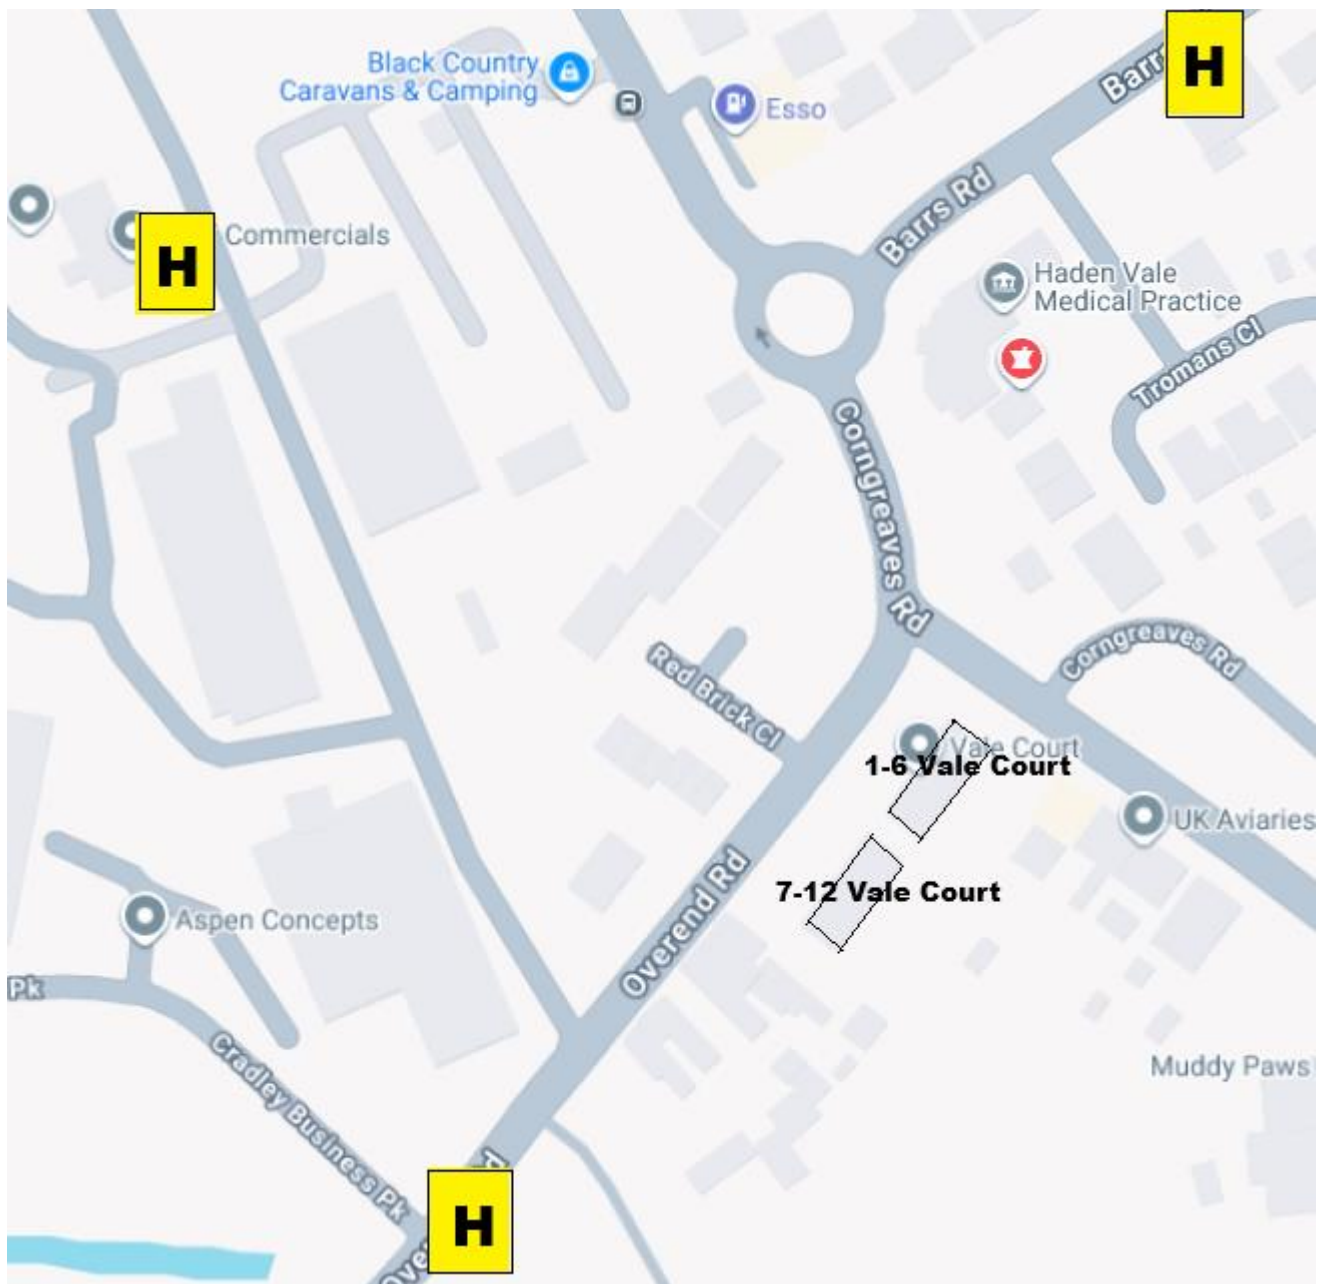 H
Black Country
Caravans & Camping
Esso
Barrs Rd
Commercials
H
Haden Vale
Medical Practice
Tromans Cl
Corngreaves Rd
Corngreaves Rd
Red Brick Cl
Vale Court
1-6 Vale Court
UK Aviaries
7-12 Vale Court
Overend Rd
Aspen Concepts
Pk
Cradley Business Pk
Muddy Paws
H